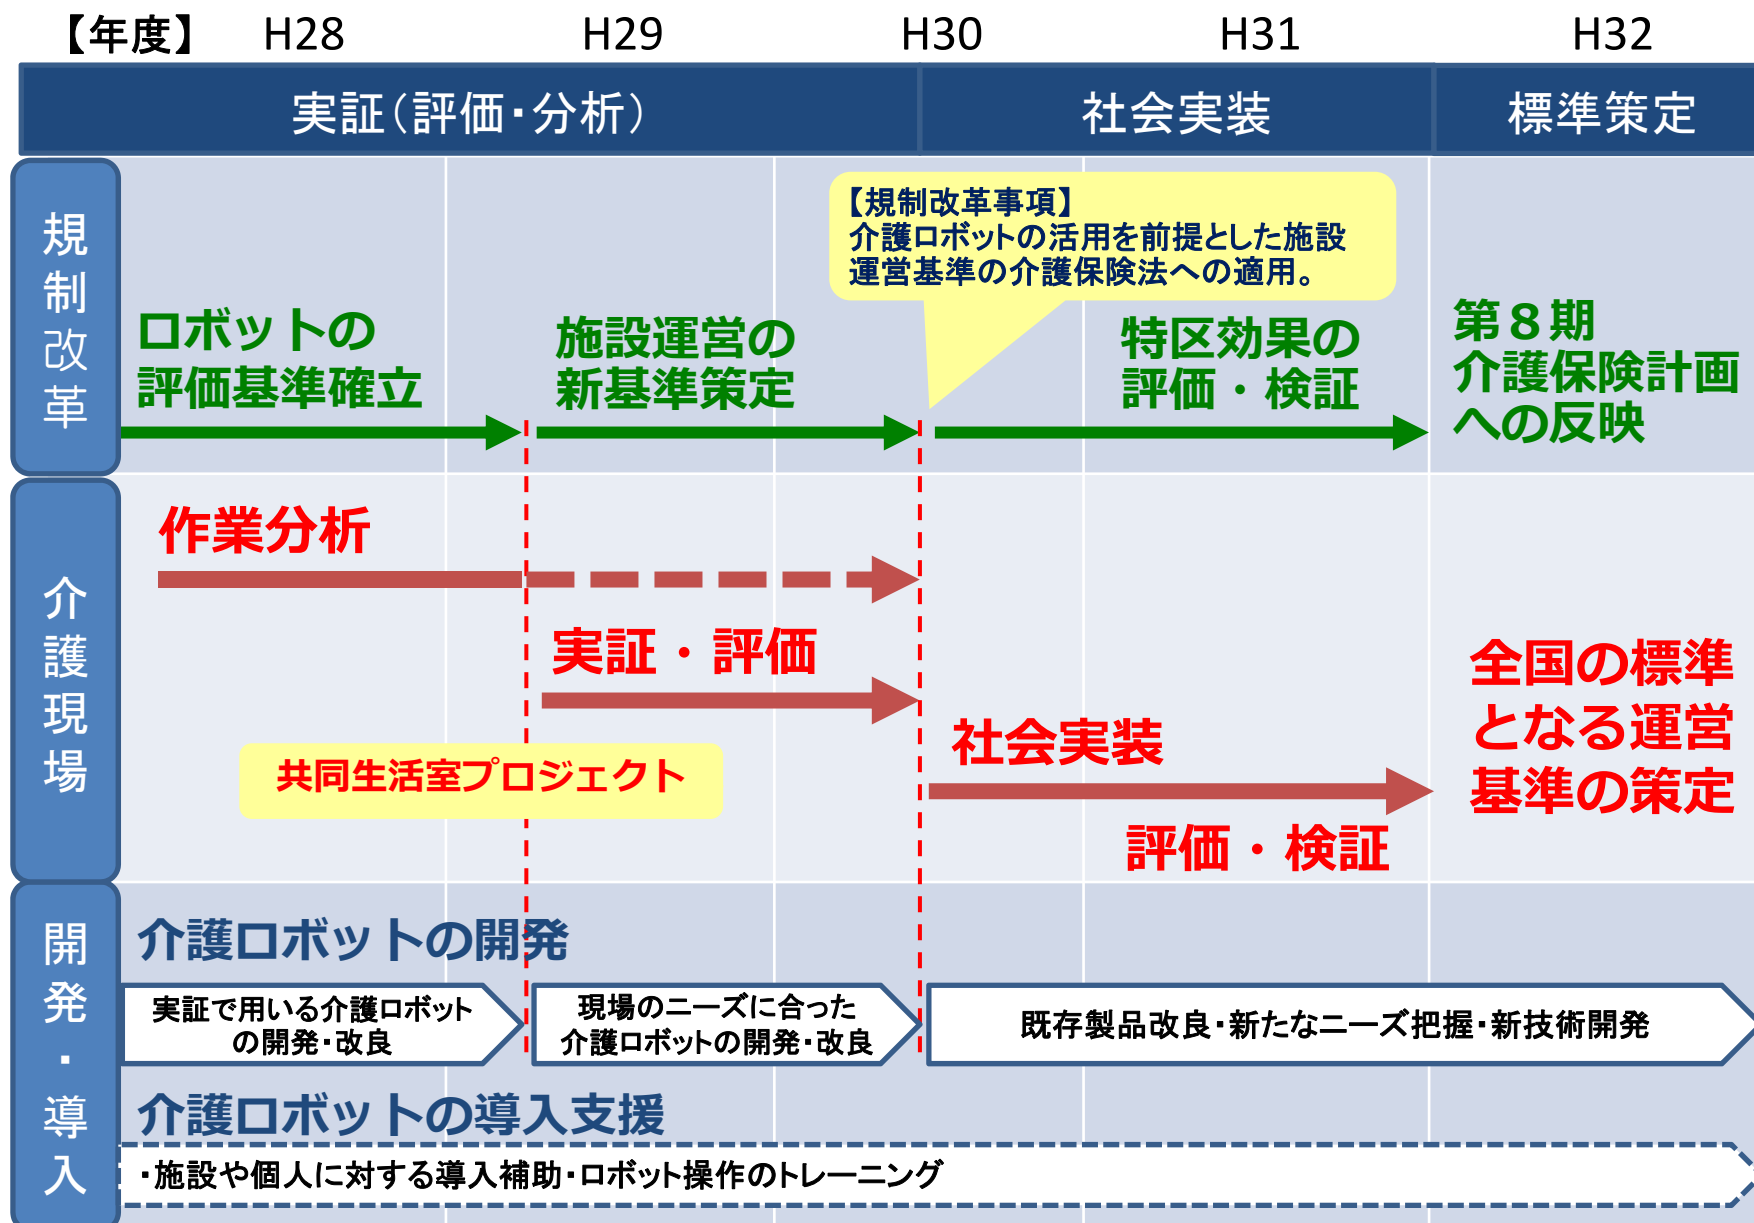 【年度】 H28 H29 H30 H31 H32
実証（評価・分析） 社会実装 標準策定
規制改革
【規制改革事項】
介護ロボットの活用を前提とした施設
運営基準の介護保険法への適用。
ロボットの
評価基準確立
施設運営の
新基準策定
特区効果の
評価・検証
第８期
介護保険計画
への反映
介護現場
作業分析
実証・評価
共同生活室プロジェクト
社会実装
評価・検証
全国の標準
となる運営
基準の策定
開発・導入
介護ロボットの開発
実証で用いる介護ロボット
の開発・改良
現場のニーズに合った
介護ロボットの開発・改良
既存製品改良・新たなニーズ把握・新技術開発
介護ロボットの導入支援
・施設や個人に対する導入補助・ロボット操作のトレーニング